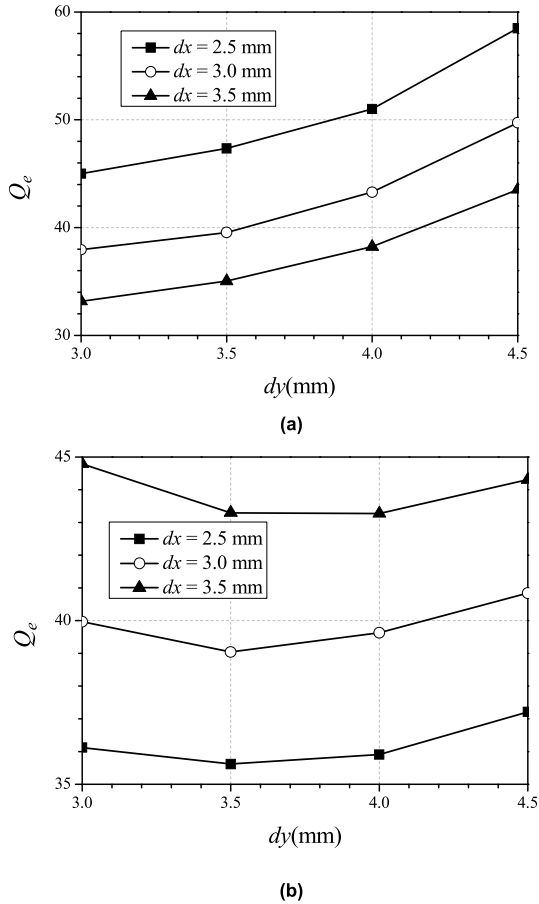 60
50
40
30
Qe
dx = 2.5 mm
dx = 3.0 mm
dx = 3.5 mm
3.0 3.5 4.0 4.5
dy(mm)
(a)
45
40
35
Qe
dx = 2.5 mm
dx = 3.0 mm
dx = 3.5 mm
3.0 3.5 4.0 4.5
dy(mm)
(b)